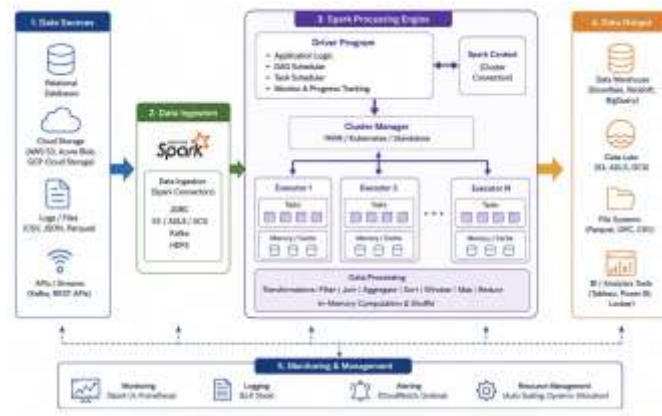 1. Data Sources
Relational
Databases
Cloud Storage
(AWS S3, Azure Blob,
GCP Cloud Storage)
Logs / Files
(CSV, JSON, Parquet)
APIs / Streams
(Kafka, REST APIs)
2. Data Ingestion
Spark
Data Ingestion
(Spark Connectors)
JDBC
S3 / ADLS / GCS
Kafka
HDFS
3. Spark Processing Engine
Driver Program
• Application Logic
• DAG Scheduler
• Task Scheduler
• Monitor & Progress Tracking
Spark Context
(Cluster
Connection)
Cluster Manager
YARN / Kubernetes / Standalone
Executor 1
Tasks
Memory / Cache
Executor 2
Tasks
Memory / Cache
Executor N
Tasks
Memory / Cache
Data Processing
Transformations: Filter | Join | Aggregate | Sort | Window | Map | Reduce
In-Memory Computation & Shuffle
4. Data Output
Data Warehouse
(Snowflake, Redshift,
BigQuery)
Data Lake
(S3, ADLS, GCS)
File Systems
(Parquet, ORC, CSV)
BI / Analytics Tools
(Tableau, Power BI,
Looker)
5. Monitoring & Management
Monitoring
(Spark UI, Prometheus)
Logging
(ELK Stack)
Alerting
(CloudWatch,
Resource Management
(Auto Scaling, Dynamic Allocation)